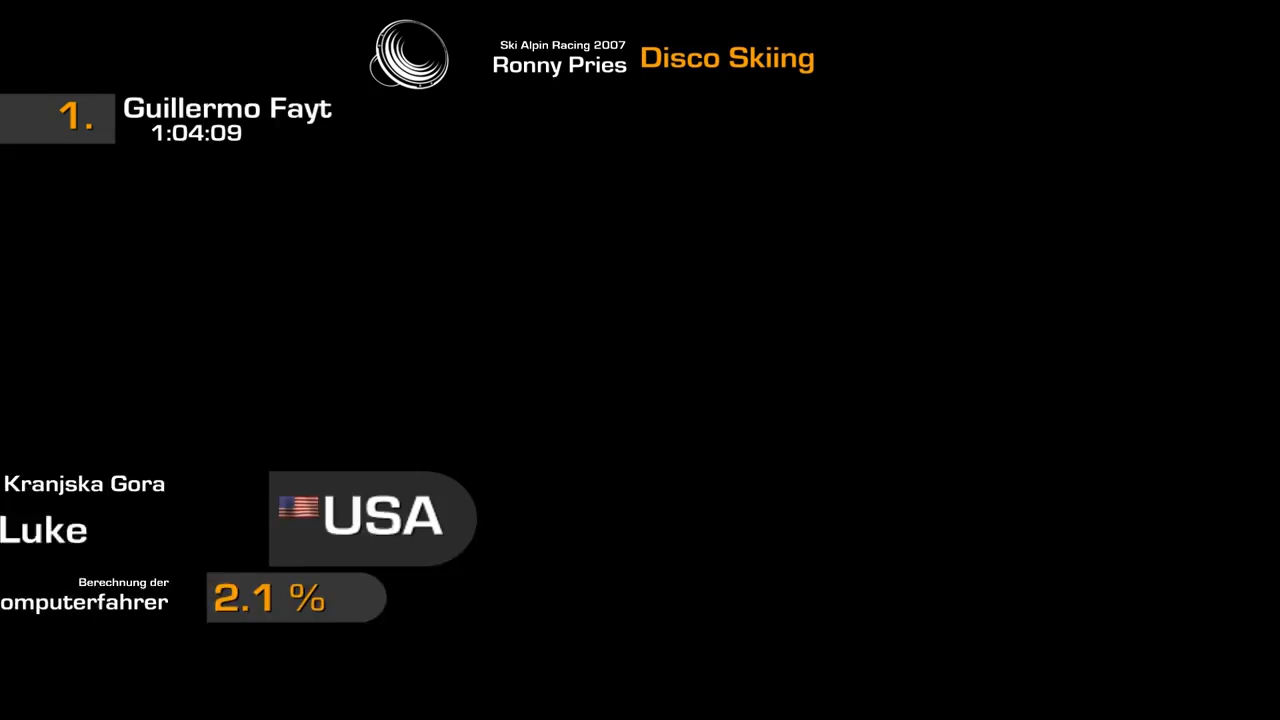 Ski Alpin Racing 2007
Ronny Pries
Disco Skiing
1.
Guillermo Fayt
1:04:09
Kranjska Gora
Luke
USA
Berechnung der
omputerfahrer
2.1 %